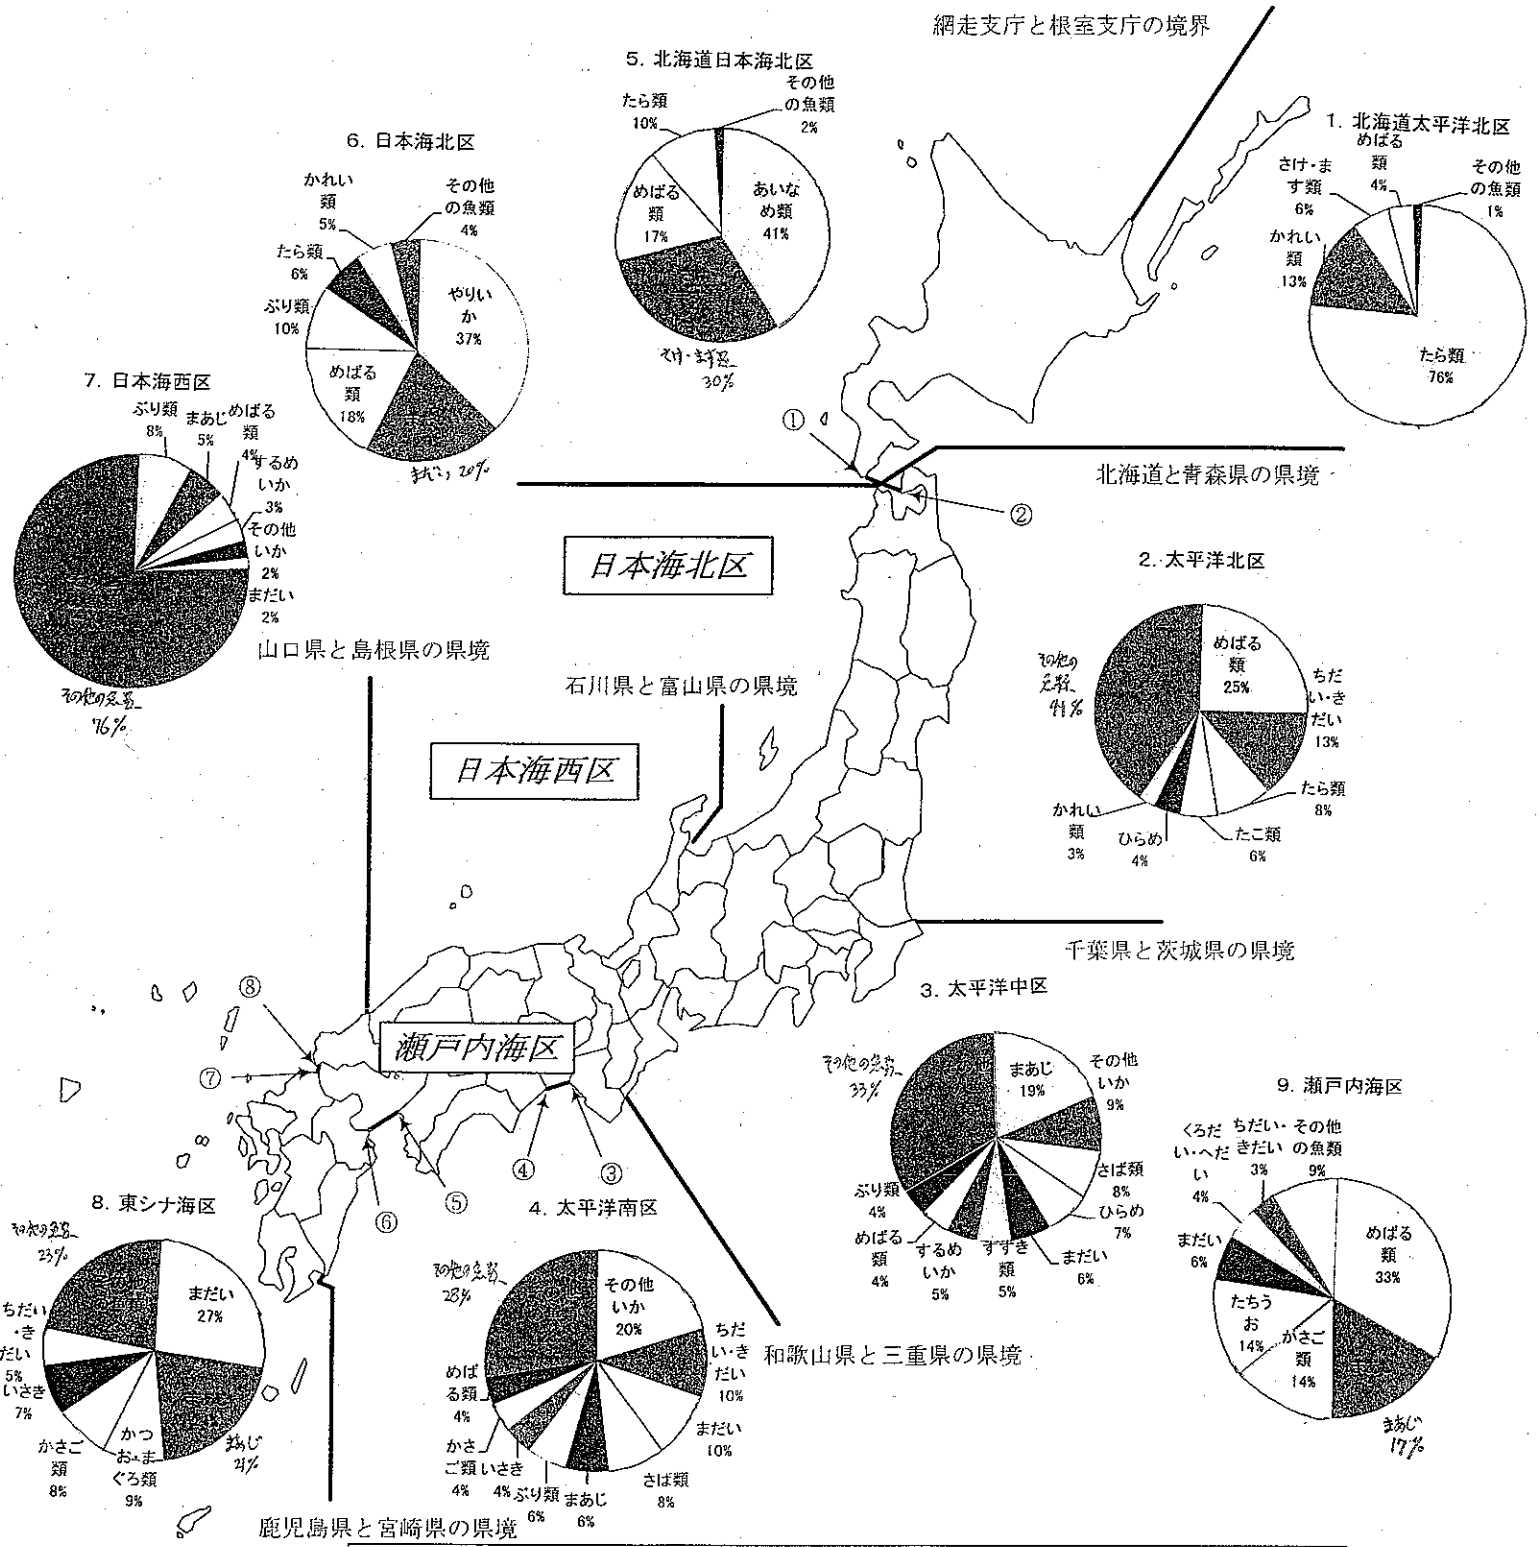 網走支庁と根室支庁の境界
5. 北海道日本海北区
その他
の魚類
2%
たら類
10%
めばる
類
17%
あいな
め類
41%
さけ・ます類
30%
1. 北海道太平洋北区
めばる
類
4%
さけ・ま
す類
6%
その他
の魚類
1%
かれい
類
13%
たら類
76%
6. 日本海北区
かれい
類
5%
その他
の魚類
4%
たら類
6%
ぶり類
10%
やりい
か
37%
めばる
類
18%
20%
7. 日本海西区
ぶり類
8%
まあじ
5%
めばる
類
4%
するめ
いか
3%
その他
いか
2%
まだい
2%
その他の魚類
76%
①
②
北海道と青森県の県境
日本海北区
山口県と島根県の県境
石川県と富山県の県境
日本海西区
2. 太平洋北区
その他の
魚類
41%
めばる
類
25%
ちだ
い・き
だい
13%
たら類
8%
たこ類
6%
ひらめ
4%
かれい
類
3%
千葉県と茨城県の県境
3. 太平洋中区
その他の魚類
33%
まあじ
19%
その他
いか
9%
さば類
8%
ひらめ
7%
まだい
6%
すずき
類
5%
するめ
いか
5%
めばる
類
4%
ぶり類
4%
瀬戸内海区
⑧
⑦
⑥
⑤
④
③
9. 瀬戸内海区
くろだ
い・へだ
い
4%
ちだい・
きだい
3%
その他
の魚類
9%
まだい
6%
めばる
類
33%
たちう
お
14%
かさご
類
14%
まあじ
17%
8. 東シナ海区
その他の魚類
23%
まだい
27%
ちだい
・き
だい
5%
いさき
7%
かさご
類
8%
かつ
お・ま
ぐろ類
9%
まあじ
21%
4. 太平洋南区
その他の魚類
28%
その他
いか
20%
ちだ
い・き
だい
10%
まだい
10%
さば類
8%
まあじ
6%
ぶり類
6%
いさき
4%
かさ
ご類
4%
めば
る類
4%
和歌山県と三重県の県境
鹿児島県と宮崎県の県境